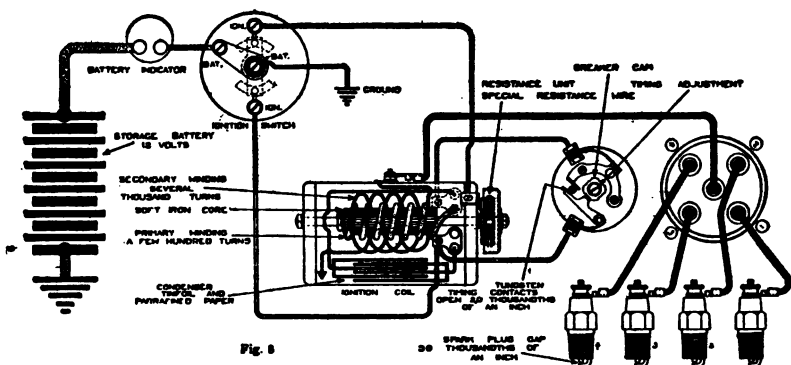 IGN.
BAT.
BAT.
IGN.
BATTERY INDICATOR
IGNITION SWITCH
GROUND
STORAGE BATTERY
12 VOLTS
BREAKER CAM
TIMING ADJUSTMENT
RESISTANCE UNIT
SPECIAL RESISTANCE WIRE
SECONDARY WINDING
SEVERAL
THOUSAND TURNS
SOFT IRON CORE
PRIMARY WINDING
A FEW HUNDRED TURNS
CONDENSER
TINFOIL AND
PARRAFINED PAPER
IGNITION COIL
TIMING CONTACTS
OPEN 20 THOUSANDTHS
OF AN INCH
TUNGSTEN
SPARK PLUG GAP
30 THOUSANDTHS OF
AN INCH
Fig. 8